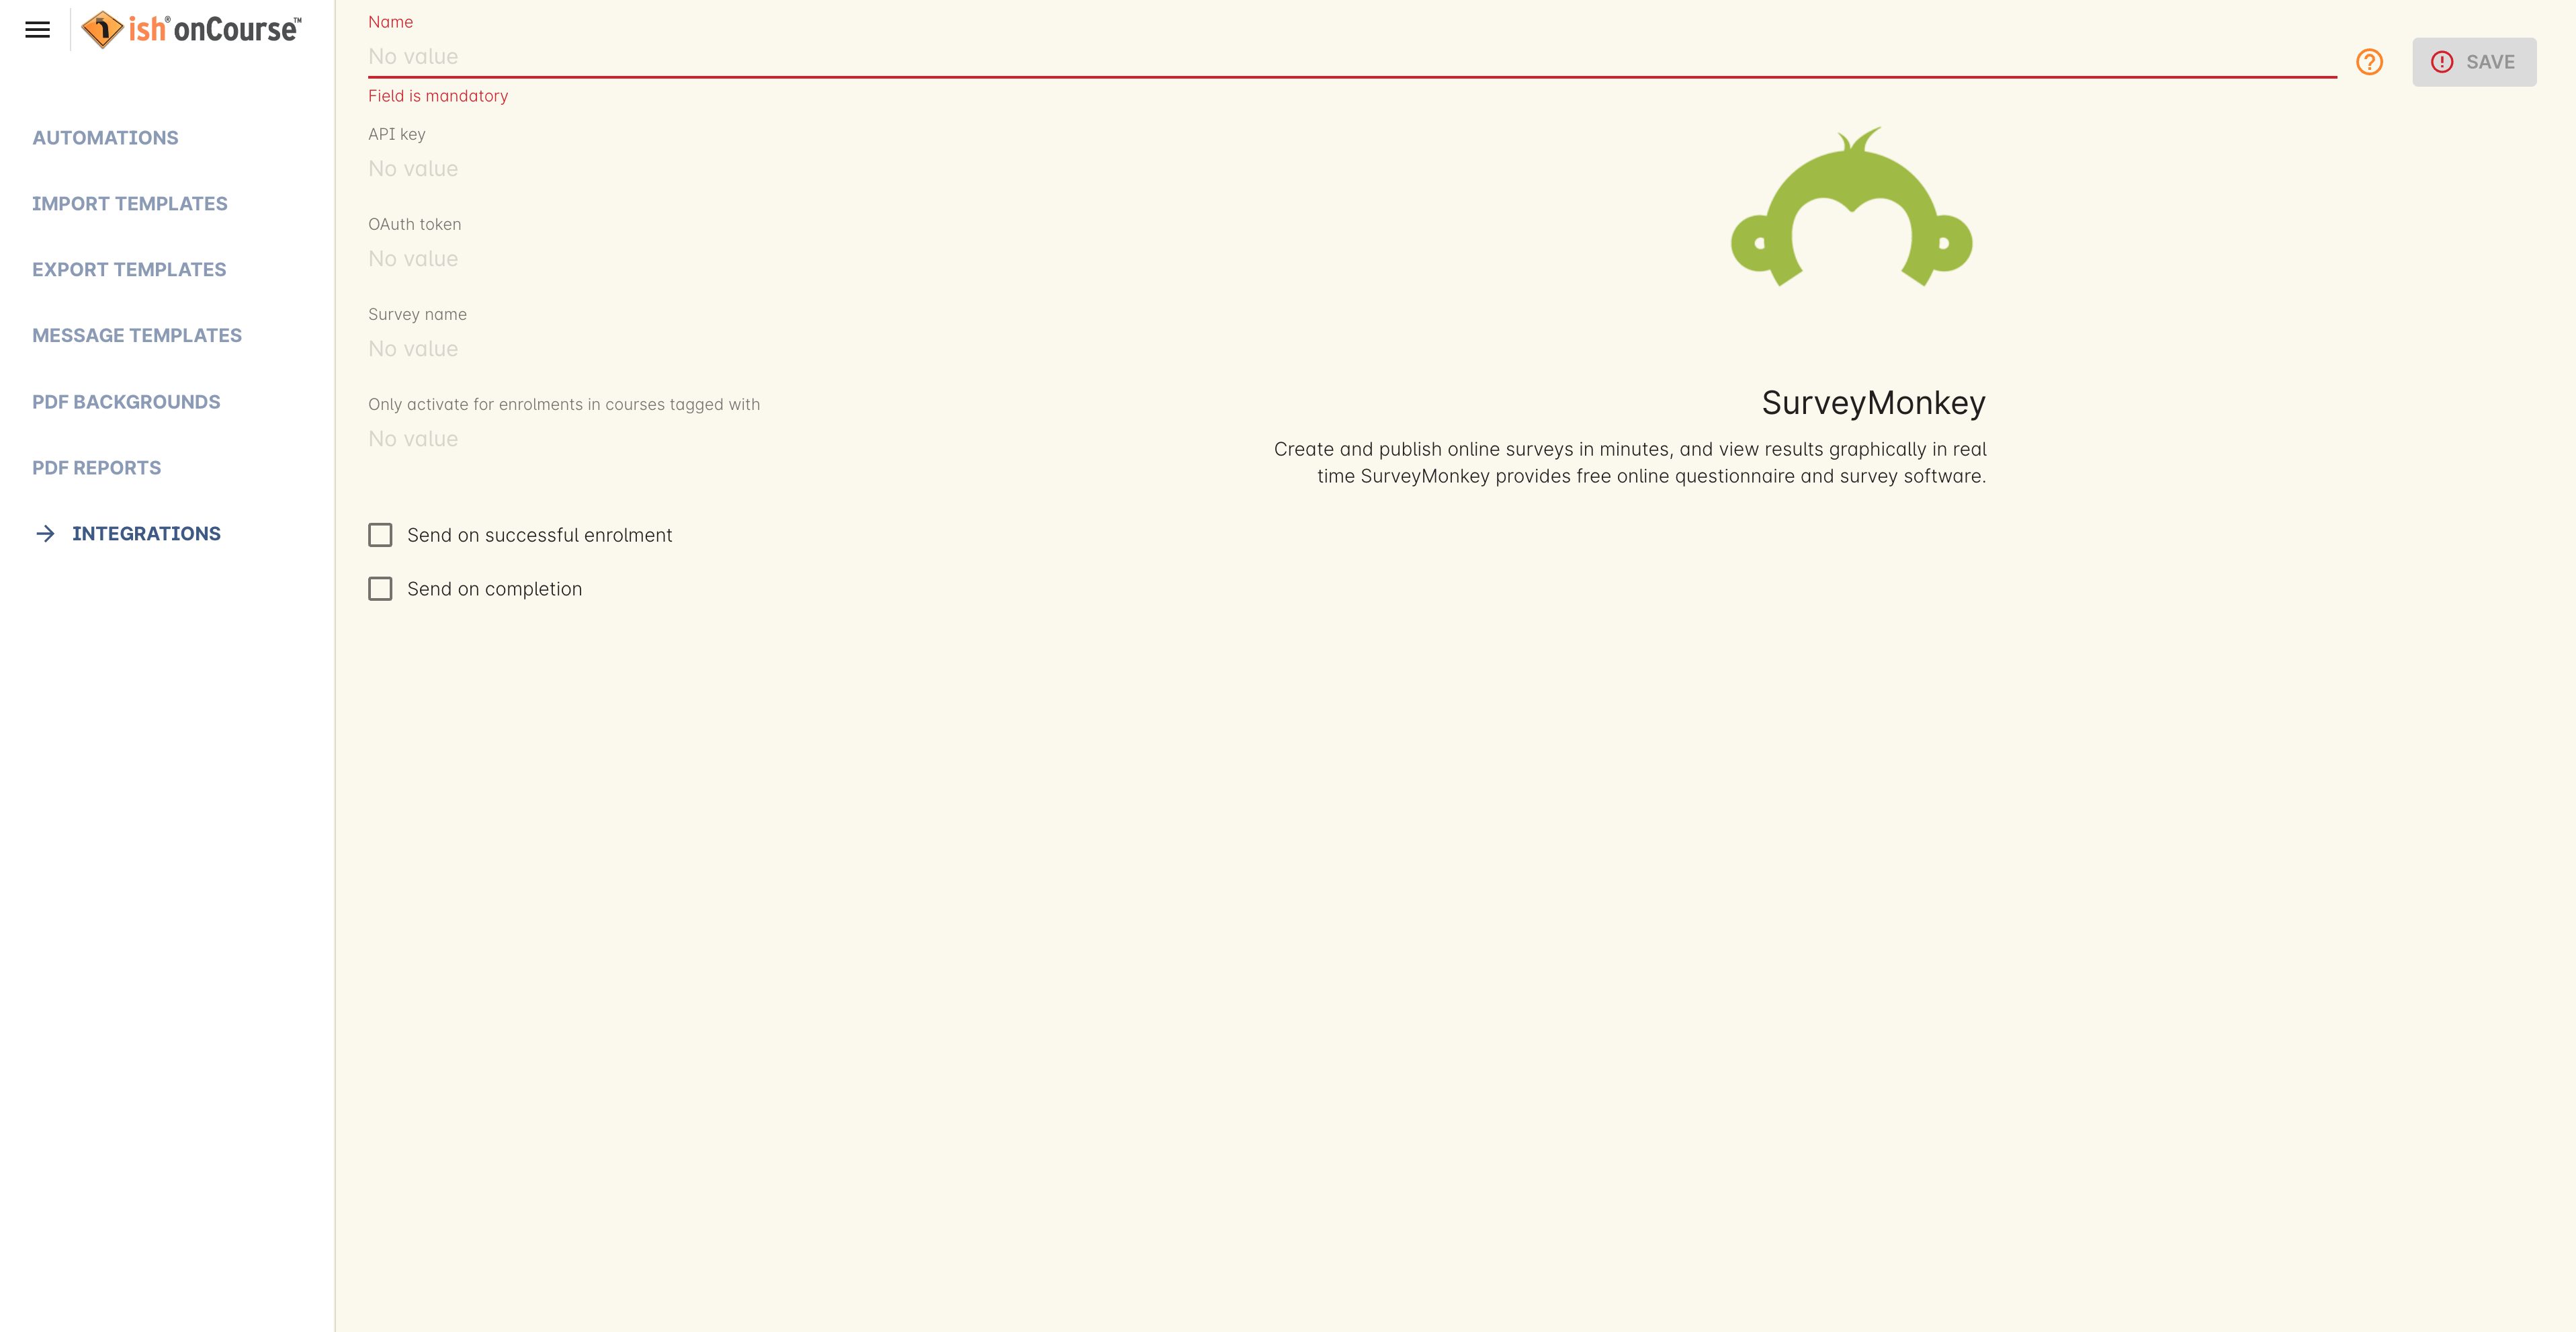 ish® onCourse™
AUTOMATIONS
IMPORT TEMPLATES
EXPORT TEMPLATES
MESSAGE TEMPLATES
PDF BACKGROUNDS
PDF REPORTS
INTEGRATIONS
Name
No value
Field is mandatory
SAVE
API key
No value
OAuth token
No value
Survey name
No value
Only activate for enrolments in courses tagged with
No value
Send on successful enrolment
Send on completion
SurveyMonkey
Create and publish online surveys in minutes, and view results graphically in real
time SurveyMonkey provides free online questionnaire and survey software.